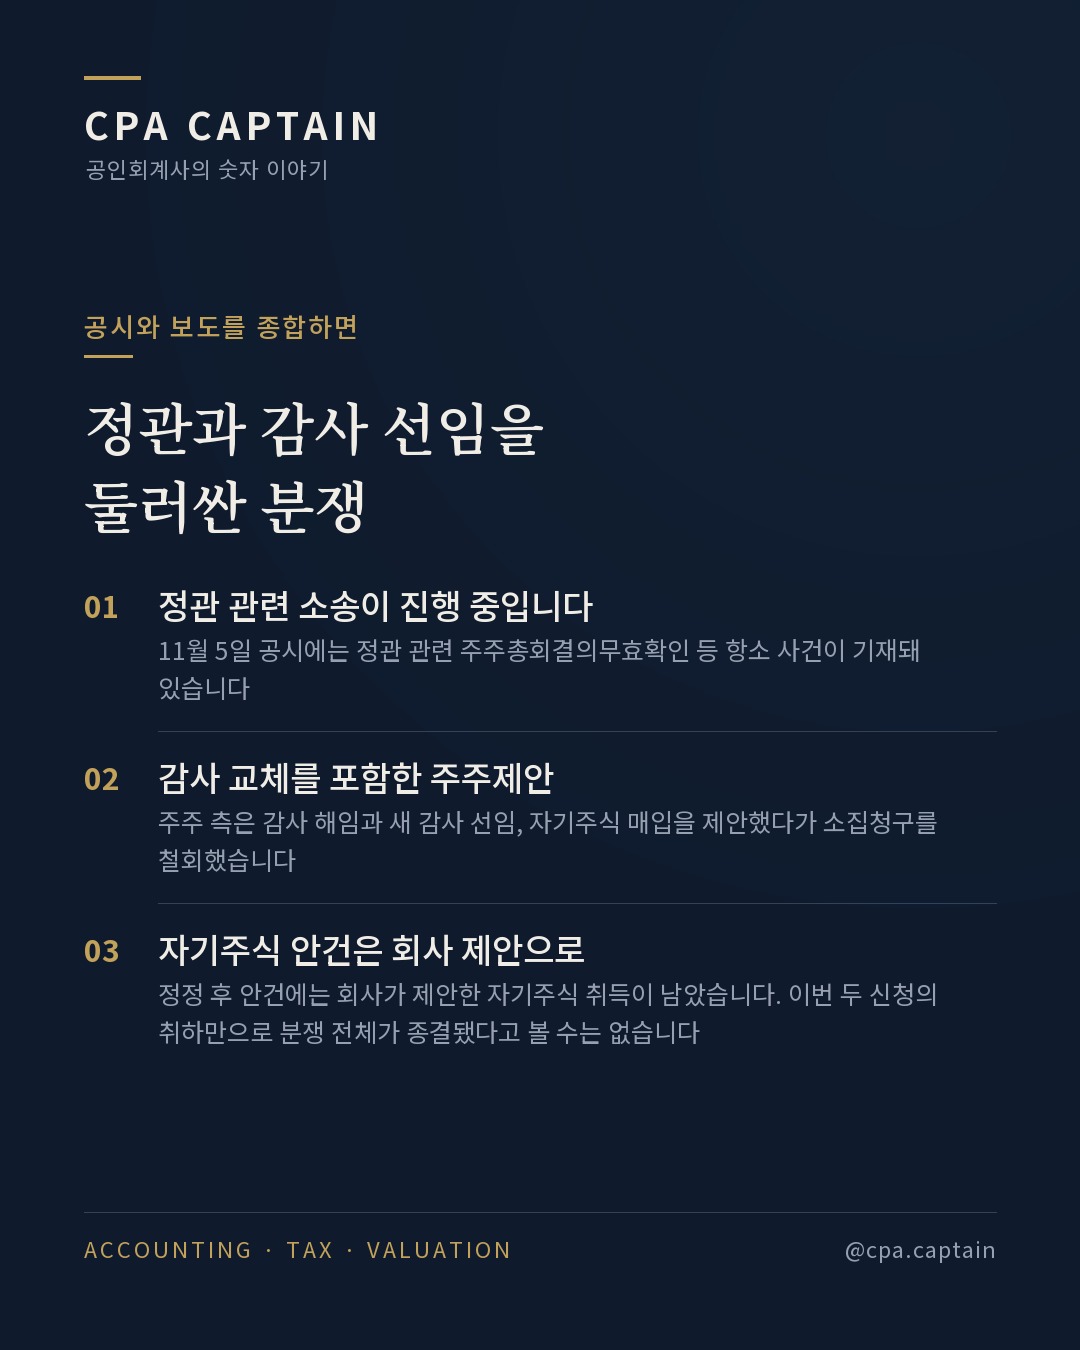 CPA CAPTAIN
공인회계사의 숫자 이야기
공시와 보도를 종합하면
정관과 감사 선임을
둘러싼 분쟁
01 정관 관련 소송이 진행 중입니다
11월 5일 공시에는 정관 관련 주주총회결의무효확인 등 항소 사건이 기재돼
있습니다
02 감사 교체를 포함한 주주제안
주주 측은 감사 해임과 새 감사 선임, 자기주식 매입을 제안했다가 소집청구를
철회했습니다
03 자기주식 안건은 회사 제안으로
정정 후 안건에는 회사가 제안한 자기주식 취득이 남았습니다. 이번 두 신청의
취하만으로 분쟁 전체가 종결됐다고 볼 수는 없습니다
ACCOUNTING · TAX · VALUATION
@cpa.captain